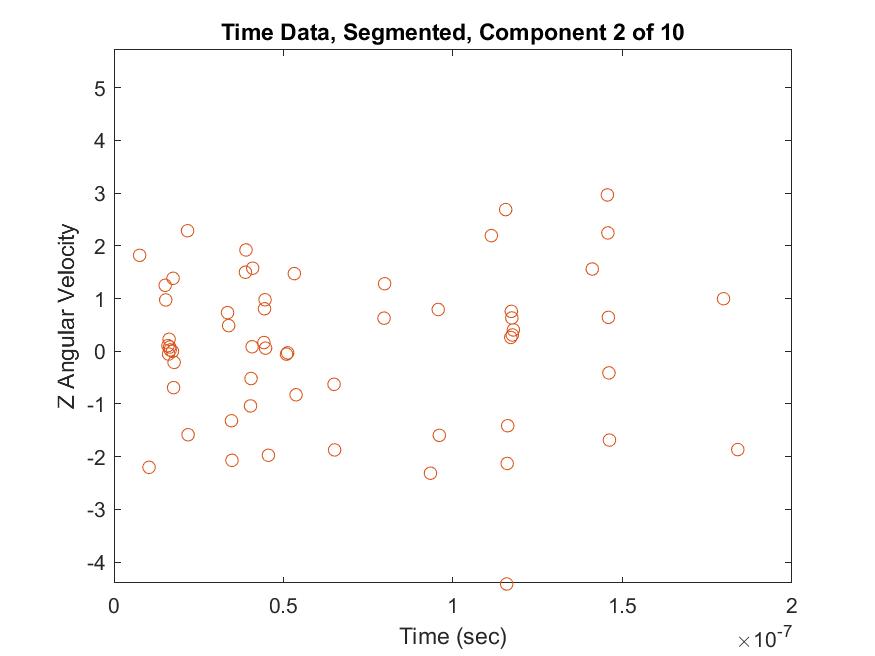 Time Data, Segmented, Component 2 of 10
5
4
3
2
1
0
-1
-2
-3
-4
Z Angular Velocity
0 0.5 1 1.5 2
Time (sec)
×10-7